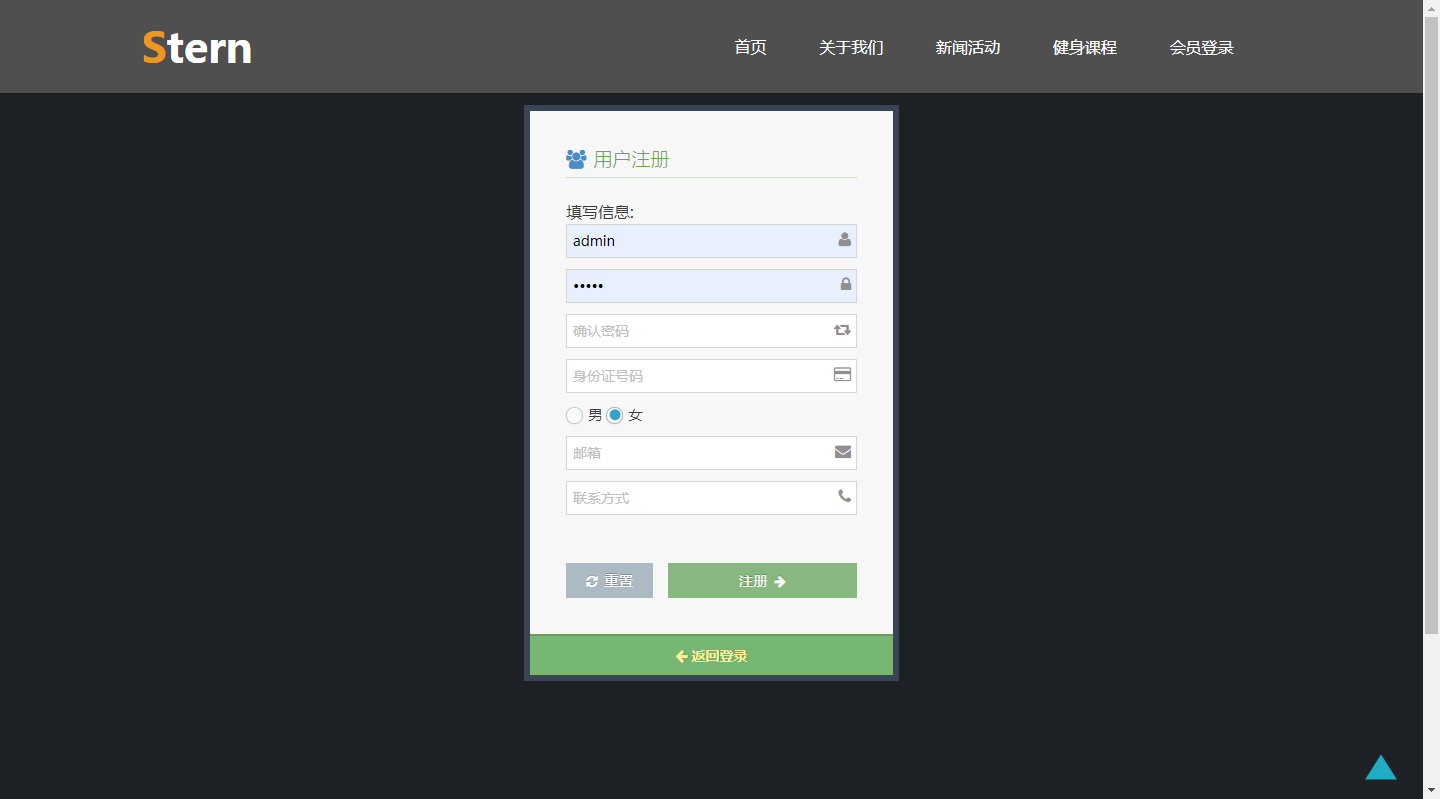 Stern
首页 关于我们 新闻活动 健身课程 会员登录
用户注册
填写信息:
admin
•••••
确认密码
身份证号码
男 女
邮箱
联系方式
重置 注册
返回登录